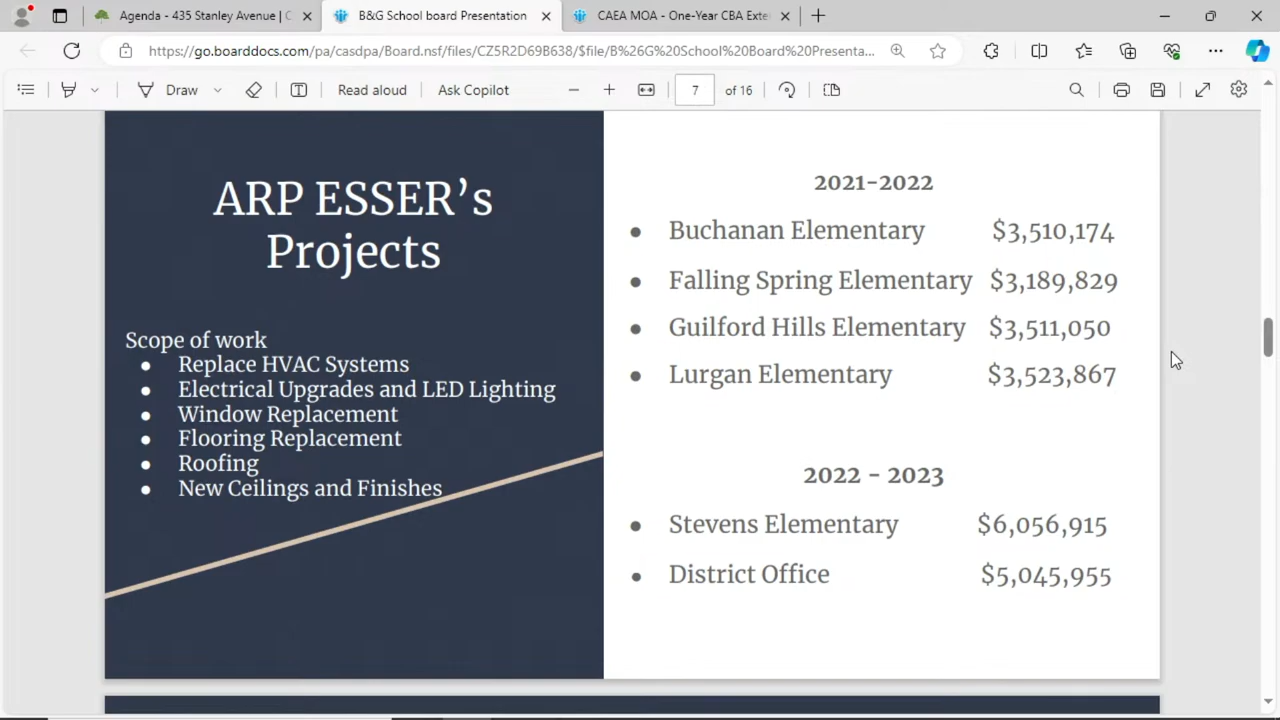 Agenda - 435 Stanley Avenue | C
B&G School board Presentation
CAEA MOA - One-Year CBA Exte
https://go.boarddocs.com/pa/casdpa/Board.nsf/files/CZ5R2D69B638/$file/B%26G%20School%20Board%20Presenta...
Draw
Read aloud
Ask Copilot
7
of 16
ARP ESSER’s
Projects
Scope of work
● Replace HVAC Systems
● Electrical Upgrades and LED Lighting
● Window Replacement
● Flooring Replacement
● Roofing
● New Ceilings and Finishes
2021-2022
● Buchanan Elementary $3,510,174
● Falling Spring Elementary $3,189,829
● Guilford Hills Elementary $3,511,050
● Lurgan Elementary $3,523,867
2022 - 2023
● Stevens Elementary $6,056,915
● District Office $5,045,955